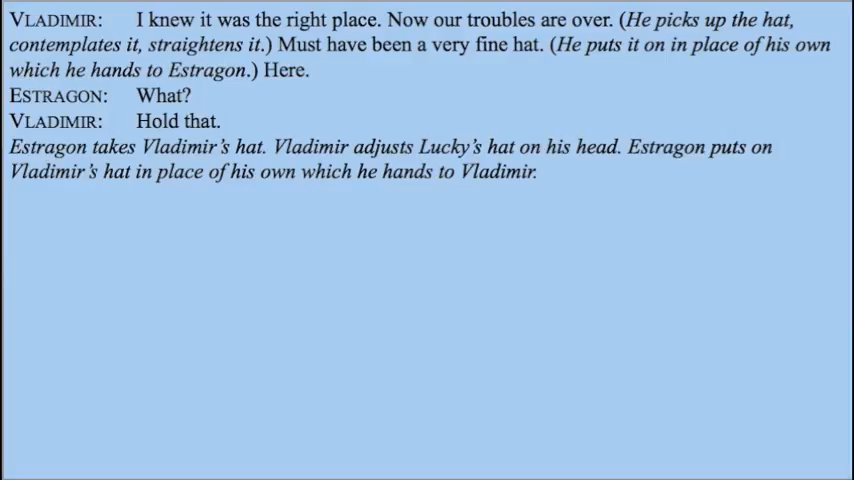 VLADIMIR: I knew it was the right place. Now our troubles are over. (He picks up the hat,
contemplates it, straightens it.) Must have been a very fine hat. (He puts it on in place of his own
which he hands to Estragon.) Here.
ESTRAGON: What?
VLADIMIR: Hold that.
Estragon takes Vladimir's hat. Vladimir adjusts Lucky's hat on his head. Estragon puts on
Vladimir's hat in place of his own which he hands to Vladimir.